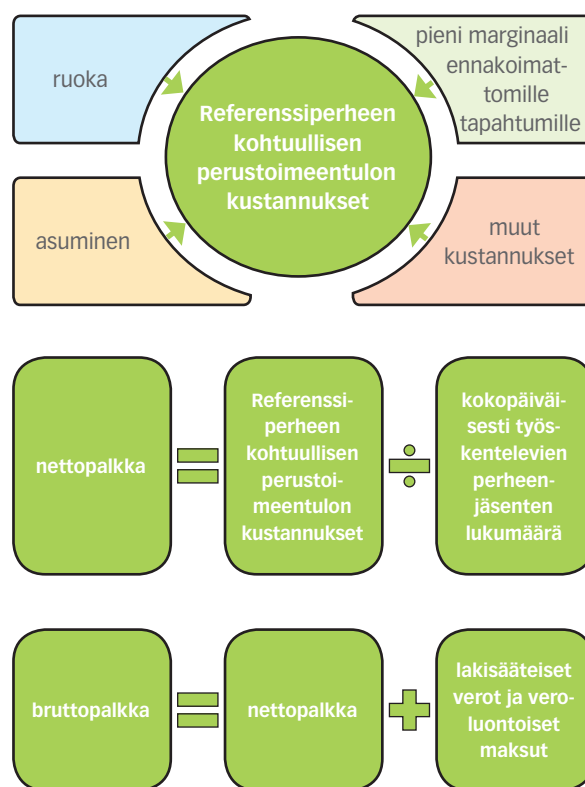 ruoka
pieni marginaali
ennakoimat-
tomille
tapahtumille
Referenssiperheen
kohtuullisen
perustoimeentulon
kustannukset
asuminen
muut
kustannukset
nettopalkka
Referenssi-
perheen
kohtuullisen
perustoi-
meentulon
kustannukset
kokopäiväi-
sesti työs-
kentelevien
perheen-
jäsenten
lukumäärä
bruttopalkka
nettopalkka
lakisääteiset
verot ja vero-
luontoiset
maksut